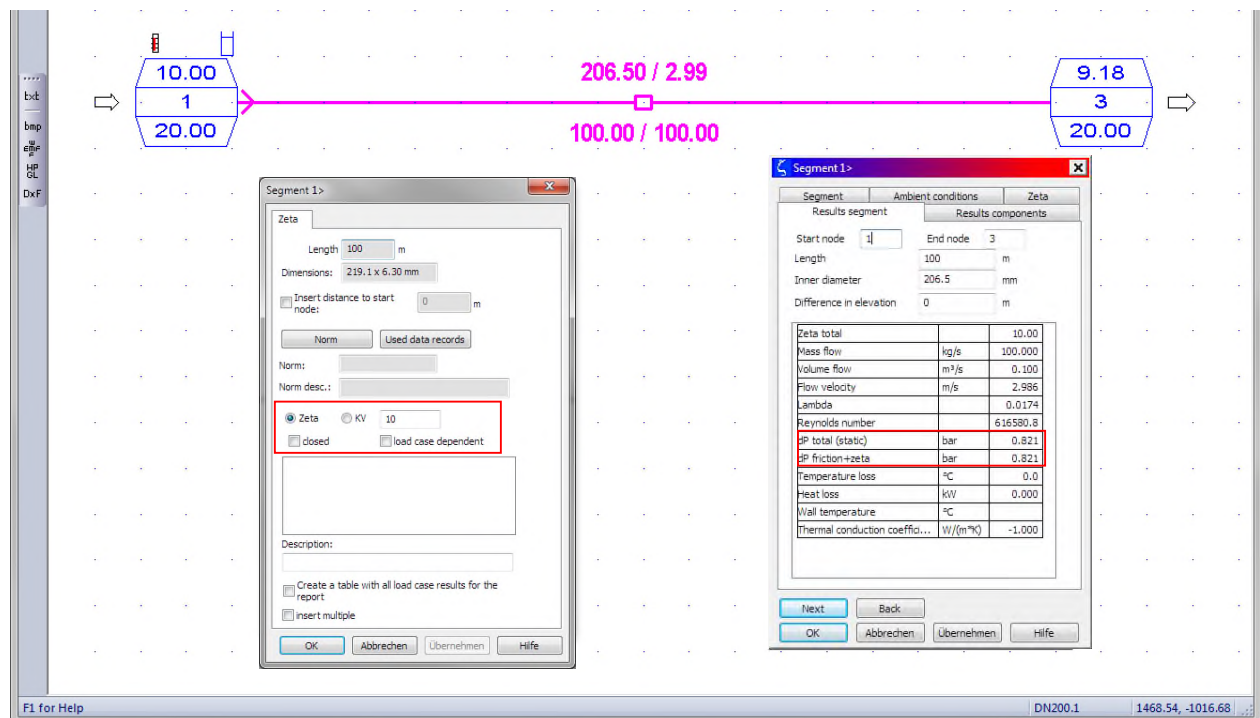 txt
bmp
EMF
HP
GL
DxF
10.00
1
20.00
206.50 / 2.99
100.00 / 100.00
9.18
3
20.00
Segment 1>
Zeta
Length 100 m
Dimensions: 219.1 x 6.30 mm
Insert distance to start
node: 0 m
Norm Used data records
Norm:
Norm desc.:
Zeta KV 10
closed load case dependent
Description:
Create a table with all load case results for the
report
insert multiple
OK Abbrechen Übernehmen Hilfe
Segment 1>
Segment Ambient conditions Zeta
Results segment Results components
Start node 1 End node 3
Length 100 m
Inner diameter 206.5 mm
Difference in elevation 0 m
Zeta total 10.00
Mass flow kg/s 100.000
Volume flow m³/s 0.100
Flow velocity m/s 2.986
Lambda 0.0174
Reynolds number 616580.8
dP total (static) bar 0.821
dP friction+zeta bar 0.821
Temperature loss °C 0.0
Heat loss kW 0.000
Wall temperature °C
Thermal conduction coeffici... W/(m*K) -1.000
Next Back
OK Abbrechen Übernehmen Hilfe
F1 for Help DN200.1 1468.54, -1016.68